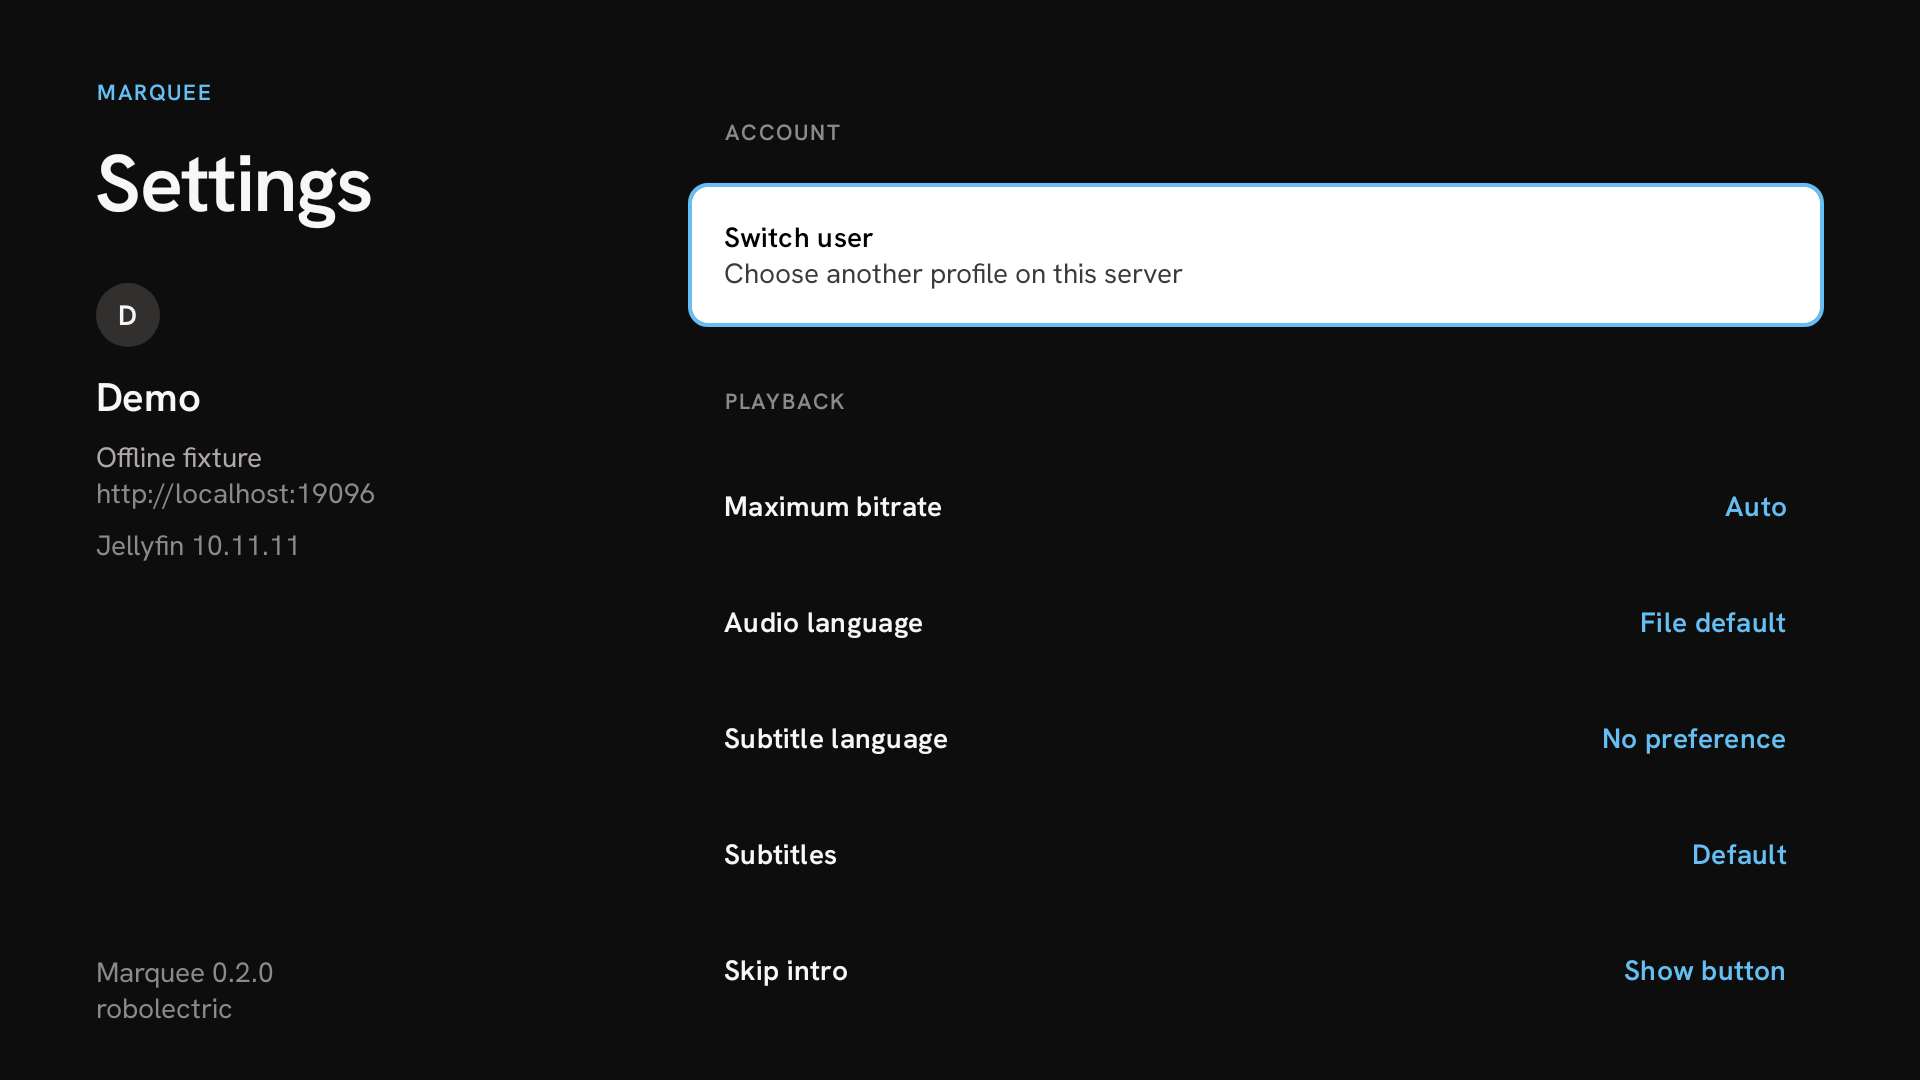 MARQUEE
Settings
D
Demo
Offline fixture
http://localhost:19096
Jellyfin 10.11.11
Marquee 0.2.0
robolectric
ACCOUNT
Switch user
Choose another profile on this server
PLAYBACK
Maximum bitrate Auto
Audio language File default
Subtitle language No preference
Subtitles Default
Skip intro Show button